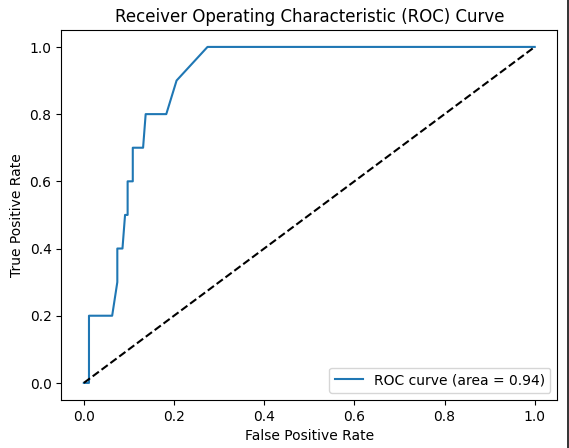 Receiver Operating Characteristic (ROC) Curve
1.0
0.8
0.6
0.4
0.2
0.0
True Positive Rate
ROC curve (area = 0.94)
0.0 0.2 0.4 0.6 0.8 1.0
False Positive Rate